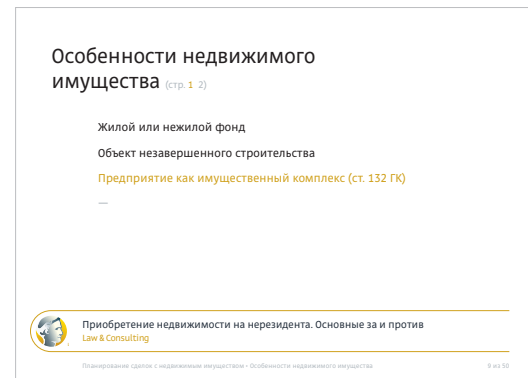 Особенности недвижимого
имущества (стр. 1 2)
Жилой или нежилой фонд
Объект незавершенного строительства
Предприятие как имущественный комплекс (ст. 132 ГК)
—
Приобретение недвижимости на нерезидента. Основные за и против
Law & Consulting
Планирование сделок с недвижимым имуществом • Особенности недвижимого имущества 9 из 50